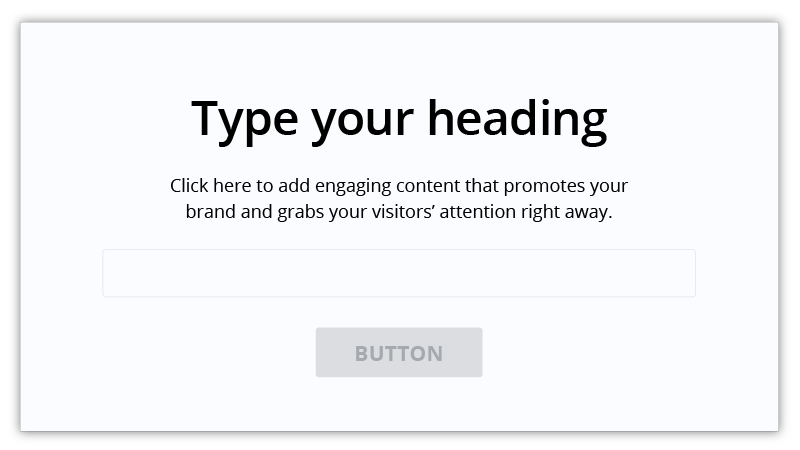 Type your heading
Click here to add engaging content that promotes your
brand and grabs your visitors’ attention right away.
BUTTON